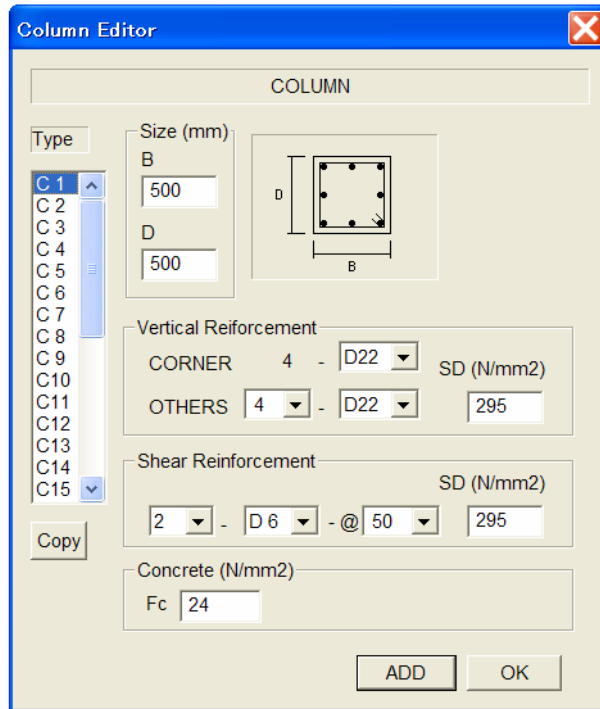 Column Editor
COLUMN
Type
C 1
C 2
C 3
C 4
C 5
C 6
C 7
C 8
C 9
C10
C11
C12
C13
C14
C15
Copy
Size (mm)
B
500
D
500
D
B
Vertical Reiforcement
CORNER 4 - D22
SD (N/mm2)
OTHERS 4 - D22 295
Shear Reinforcement
SD (N/mm2)
2 - D 6 - @ 50 295
Concrete (N/mm2)
Fc 24
ADD OK